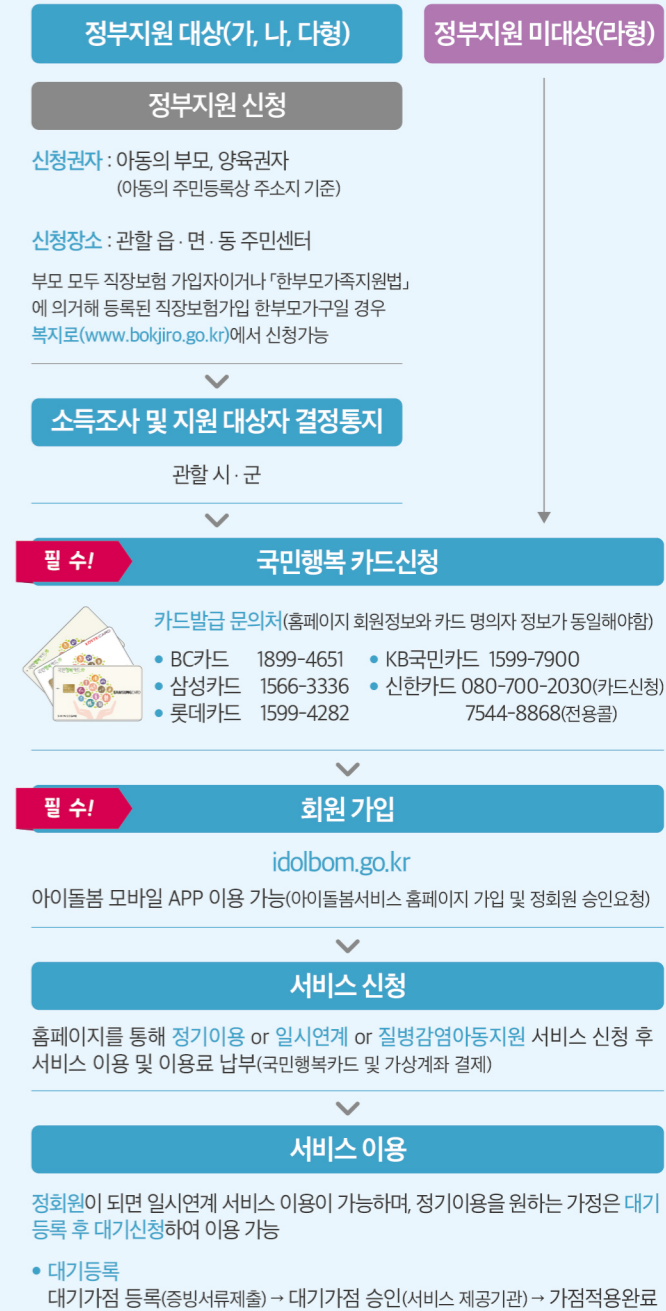 정부지원 대상(가, 나, 다형)
정부지원 미대상(라형)
정부지원 신청
신청권자 : 아동의 부모, 양육권자
(아동의 주민등록상 주소지 기준)
신청장소 : 관할 읍 · 면 · 동 주민센터
부모 모두 직장보험 가입자이거나 「한부모가족지원법」
에 의거해 등록된 직장보험가입 한부모가구일 경우
복지로(www.bokjiro.go.kr)에서 신청가능
소득조사 및 지원 대상자 결정통지
관할 시 · 군
필 수!
국민행복 카드신청
카드발급 문의처(홈페이지 회원정보와 카드 명의자 정보가 동일해야함)
• BC카드 1899-4651 • KB국민카드 1599-7900
• 삼성카드 1566-3336 • 신한카드 080-700-2030(카드신청)
• 롯데카드 1599-4282 7544-8868(전용콜)
필 수!
회원 가입
idolbom.go.kr
아이돌봄 모바일 APP 이용 가능(아이돌봄서비스 홈페이지 가입 및 정회원 승인요청)
서비스 신청
홈페이지를 통해 정기이용 or 일시연계 or 질병감염아동지원 서비스 신청 후
서비스 이용 및 이용료 납부(국민행복카드 및 가상계좌 결제)
서비스 이용
정회원이 되면 일시연계 서비스 이용이 가능하며, 정기이용을 원하는 가정은 대기
등록 후 대기신청하여 이용 가능
• 대기등록
대기가점 등록(증빙서류제출) → 대기가점 승인(서비스 제공기관) → 가점적용완료